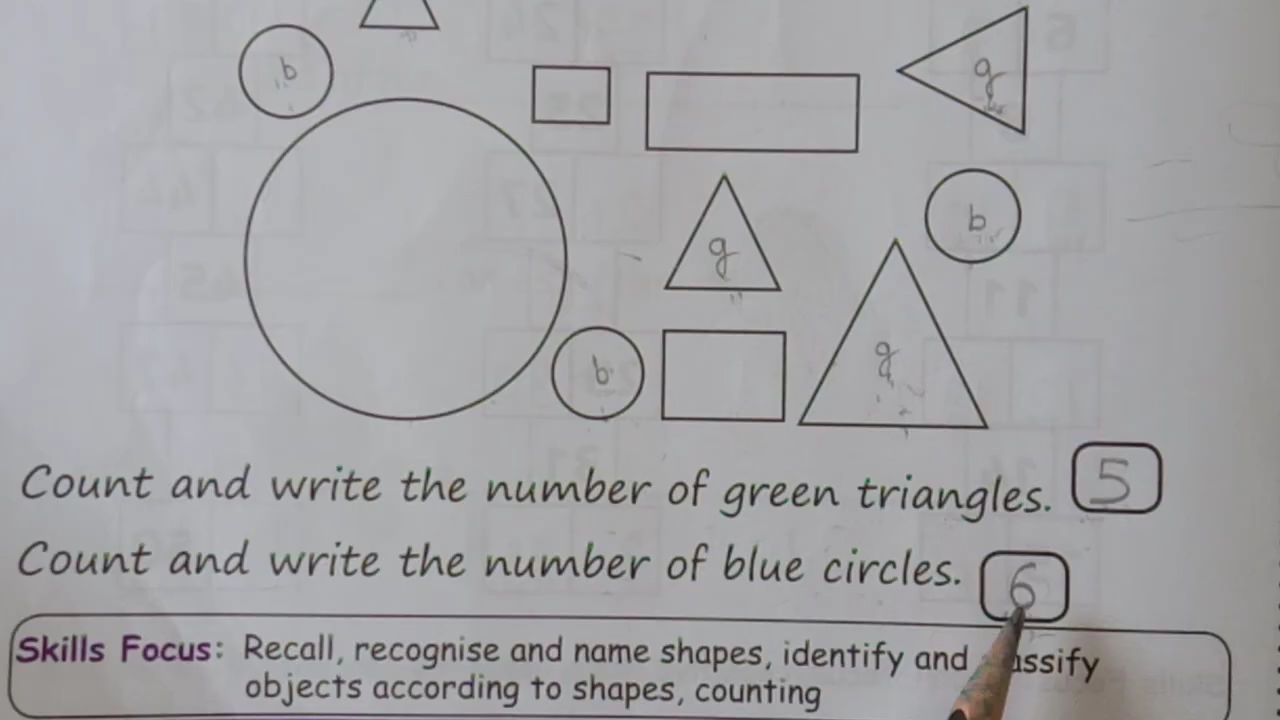 b
g
b
g
g
b
Count and write the number of green triangles. 5
Count and write the number of blue circles. 6
Skills Focus: Recall, recognise and name shapes, identify and assify
objects according to shapes, counting